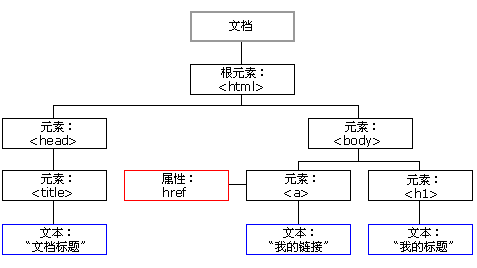 文档
根元素：
<html>
元素：
<head>
元素：
<body>
元素：
<title>
属性：
href
元素：
<a>
元素：
<h1>
文本：
“文档标题”
文本：
“我的链接”
文本：
“我的标题”